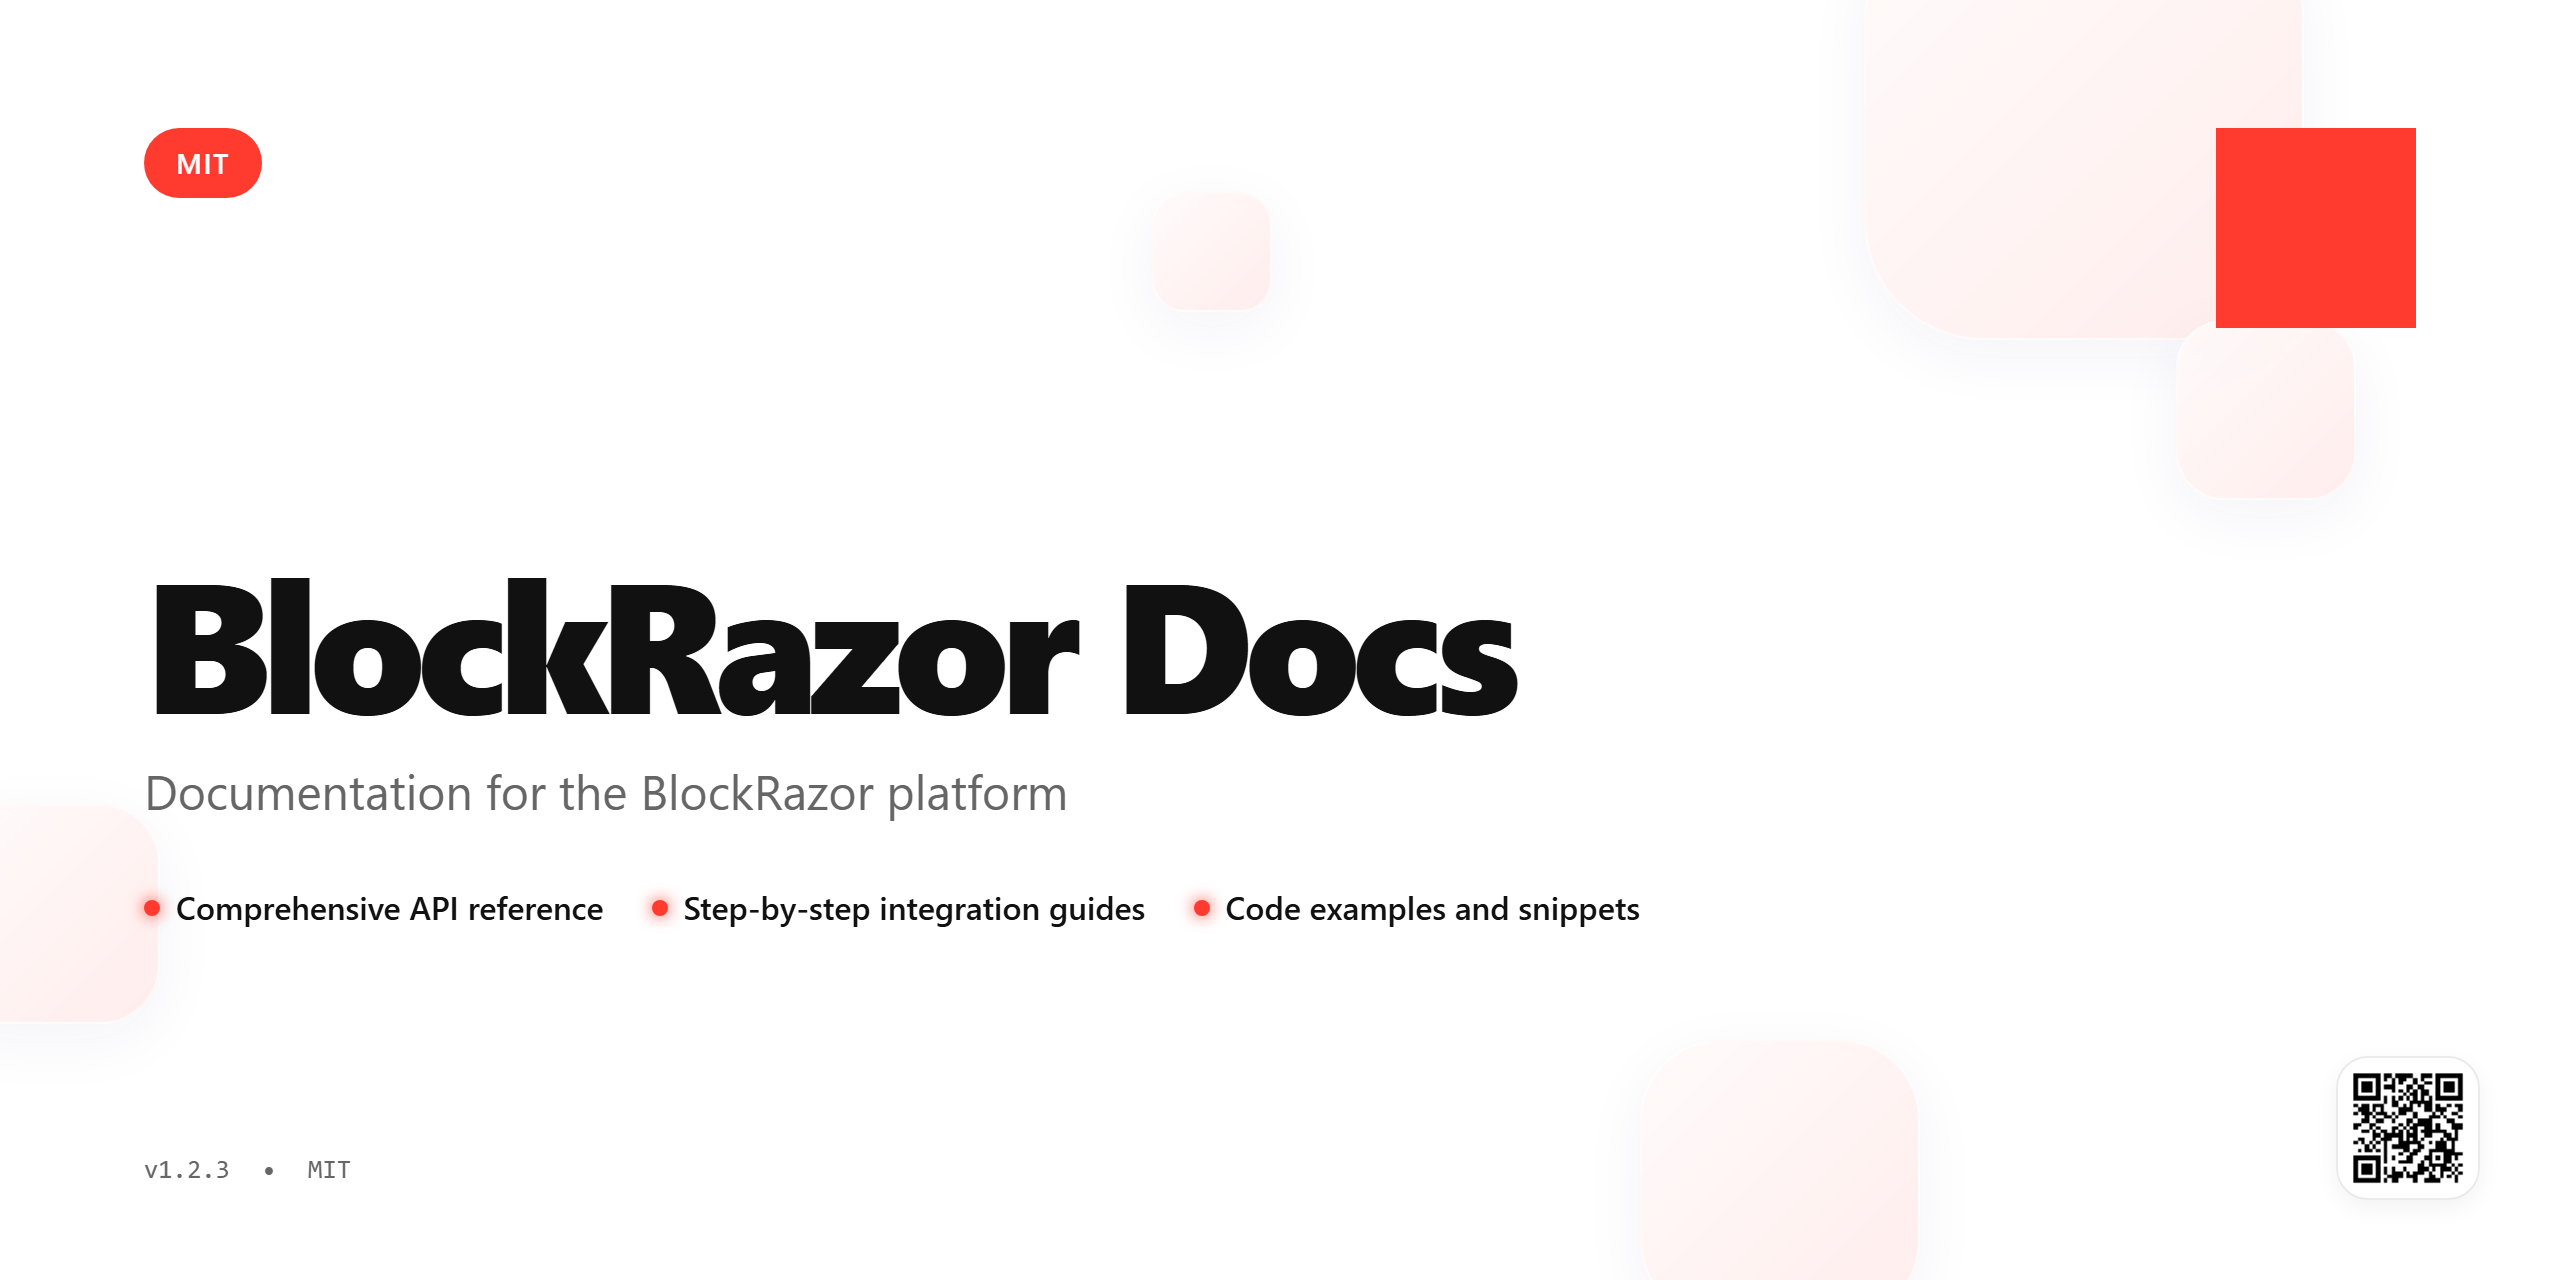 MIT
BlockRazor Docs
Documentation for the BlockRazor platform
Comprehensive API reference Step-by-step integration guides Code examples and snippets
v1.2.3 • MIT